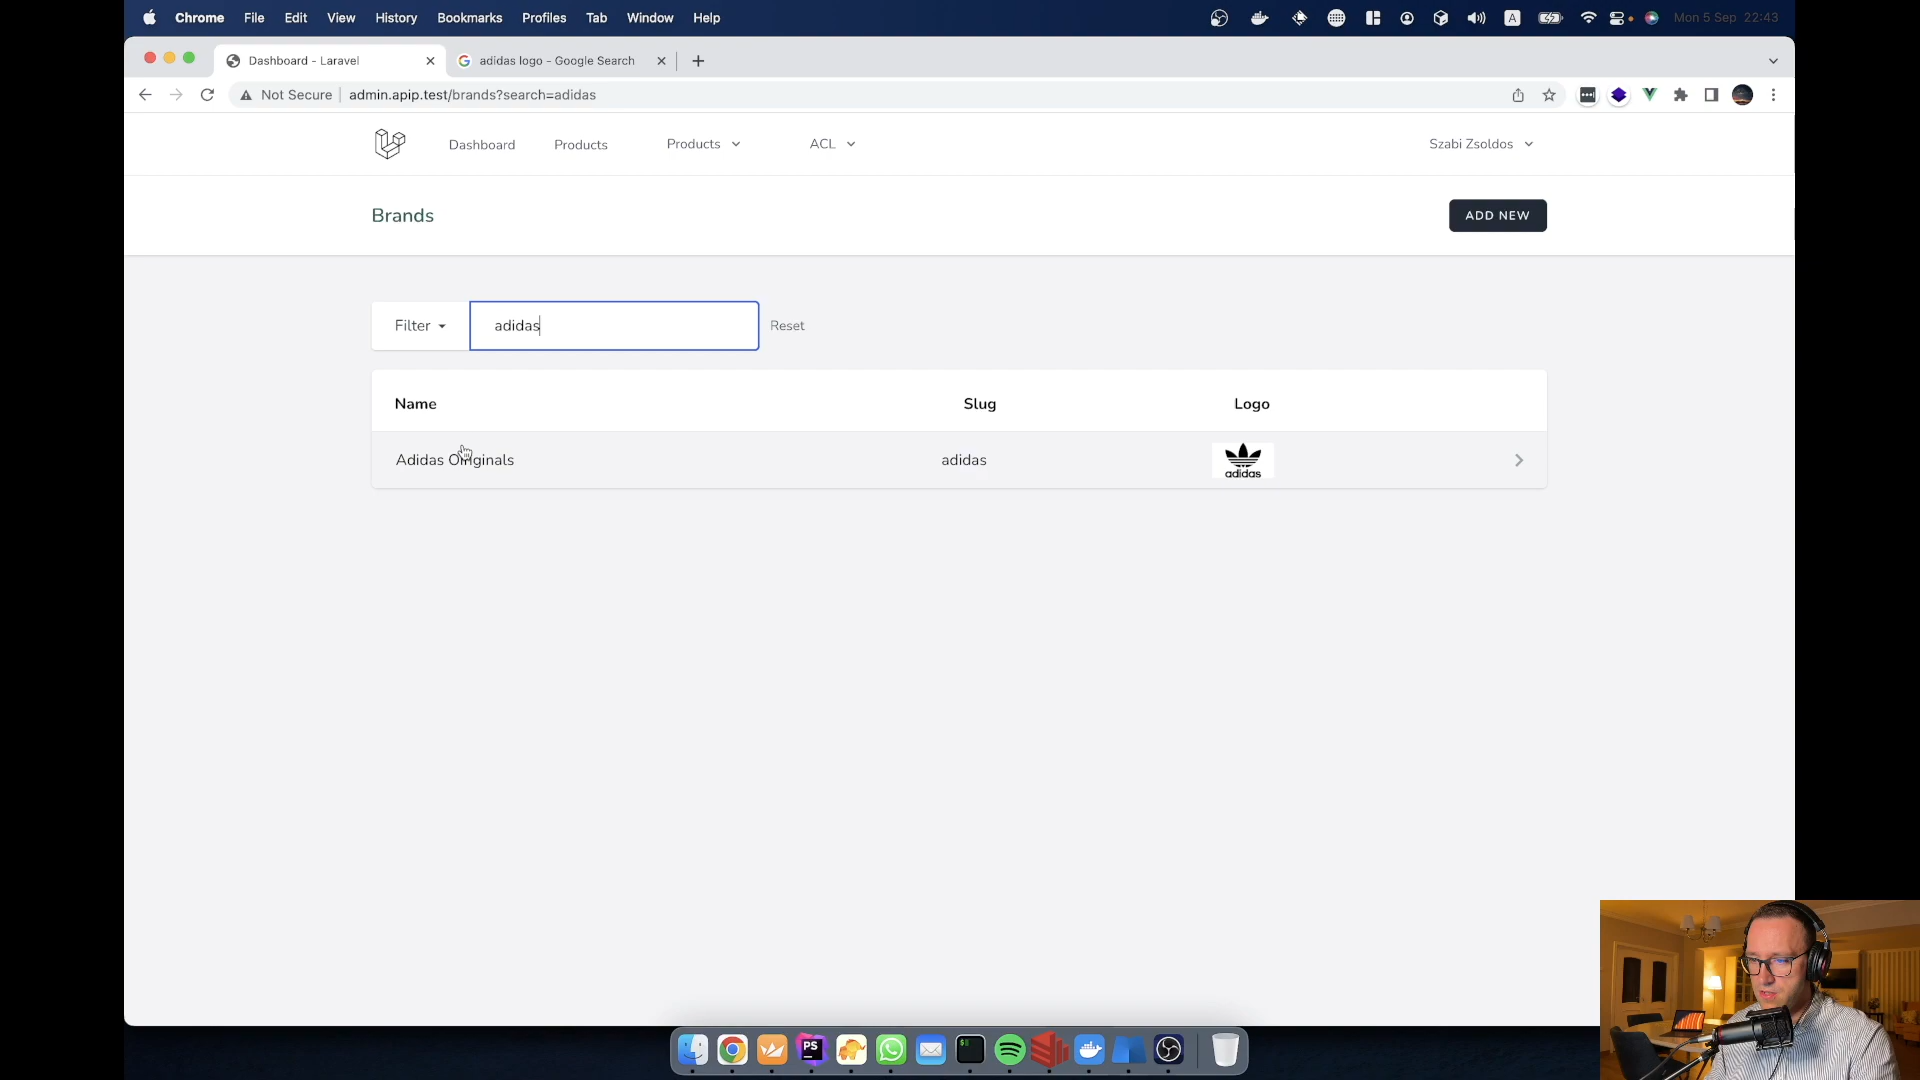 Chrome File Edit View History Bookmarks Profiles Tab Window Help
A
Mon 5 Sep 22:43
Dashboard - Laravel
adidas logo - Google Search
Not Secure admin.apip.test/brands?search=adidas
Dashboard Products Products ACL Szabi Zsoldos
Brands ADD NEW
Filter adidas Reset
Name Slug Logo
Adidas Originals adidas adidas
PS
$